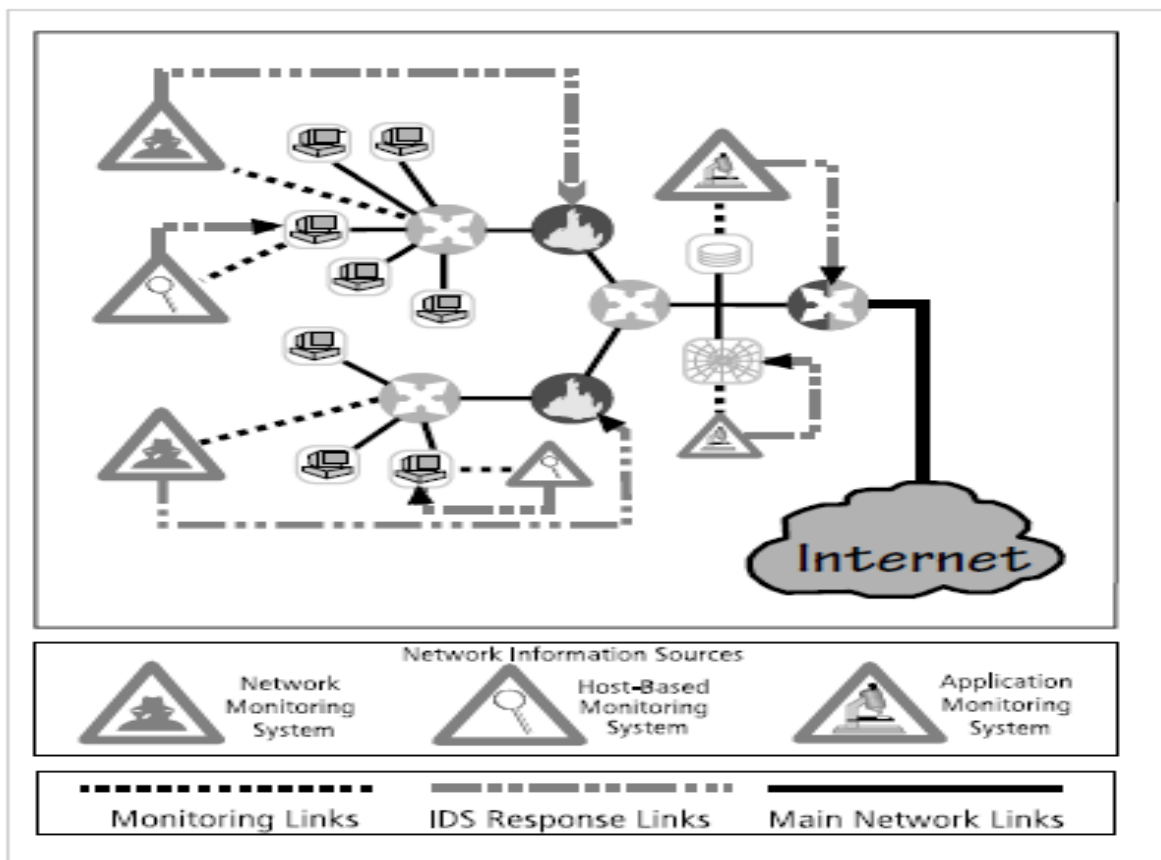 Internet
Network Information Sources
Network
Monitoring
System
Host-Based
Monitoring
System
Application
Monitoring
System
Monitoring Links
IDS Response Links
Main Network Links